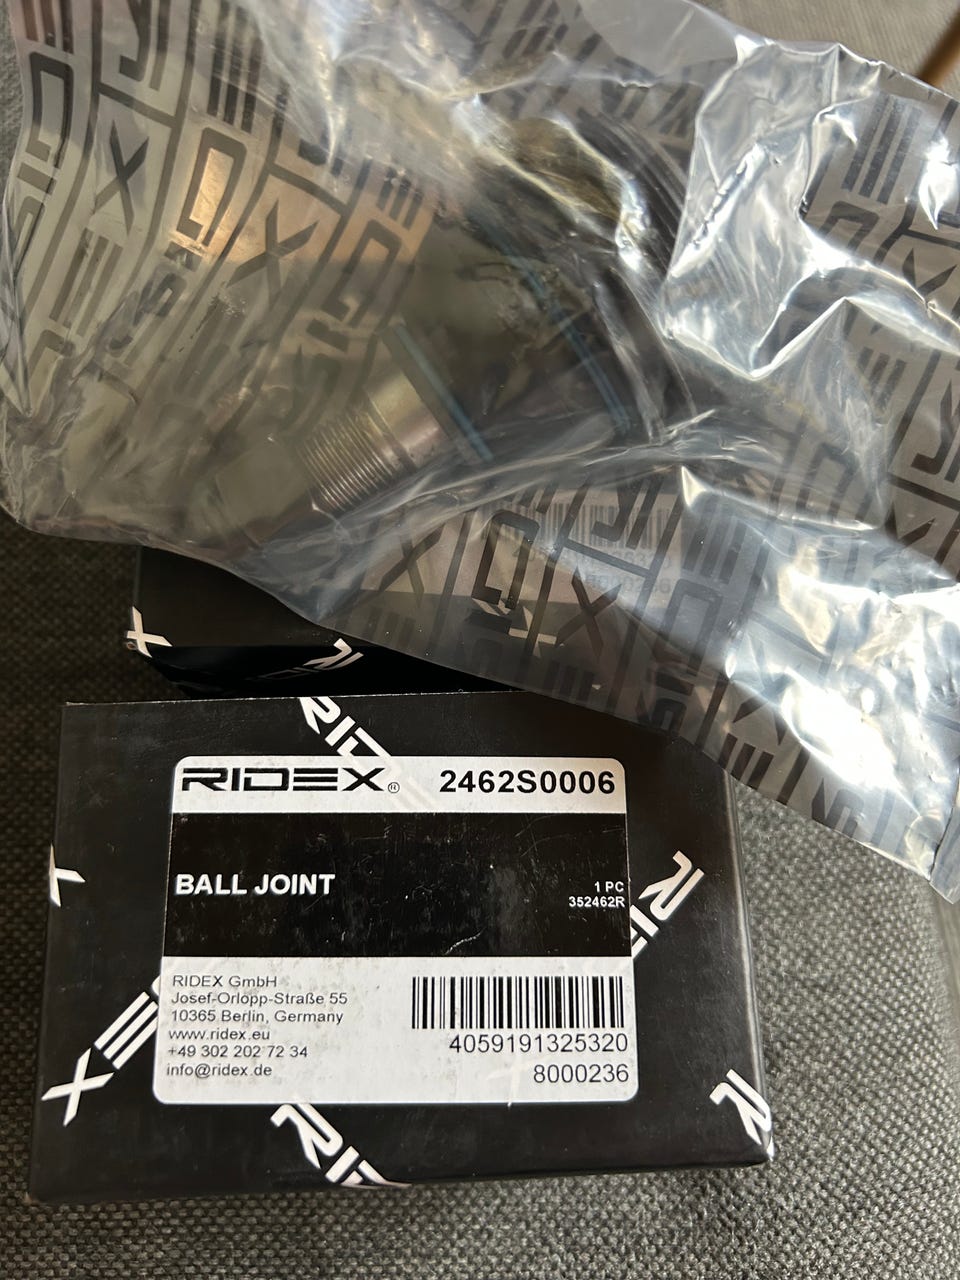 RIDEX® 2462S0006
BALL JOINT
1 PC
352462R
RIDEX GmbH
Josef-Orlopp-Straße 55
10365 Berlin, Germany
www.ridex.eu
+49 302 202 72 34
info@ridex.de
4059191325320
8000236